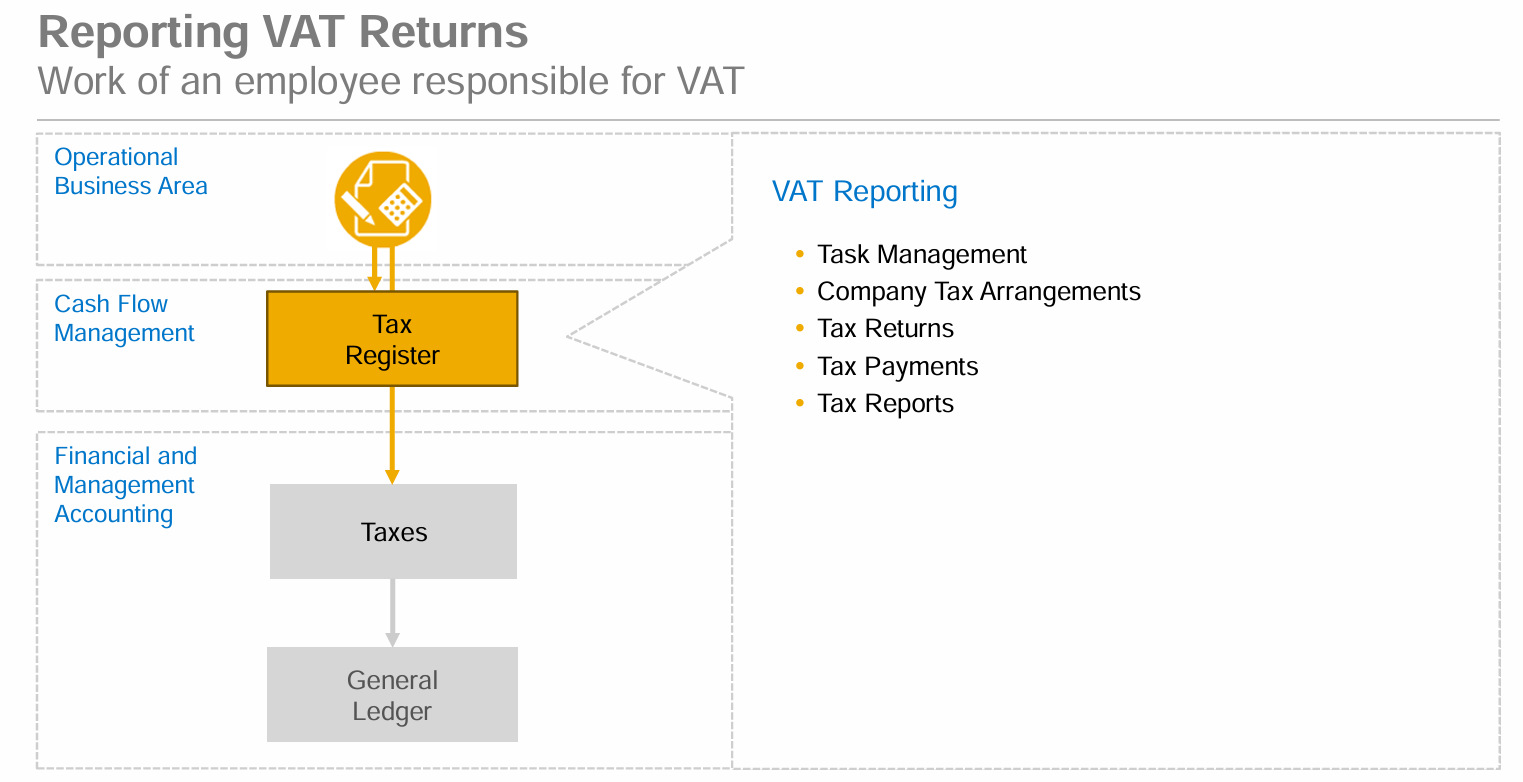 Reporting VAT Returns
Work of an employee responsible for VAT
Operational
Business Area
Cash Flow
Management
Tax
Register
Financial and
Management
Accounting
Taxes
General
Ledger
VAT Reporting
• Task Management
• Company Tax Arrangements
• Tax Returns
• Tax Payments
• Tax Reports